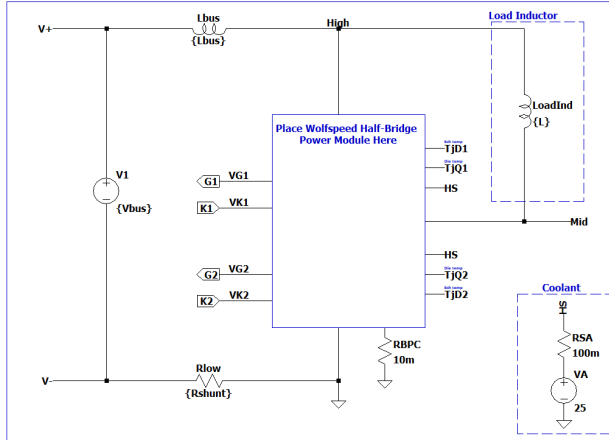 Lbus
{Lbus}
V+
High
Load Inductor
LoadInd
{L}
Place Wolfspeed Half-Bridge
Power Module Here
TjD1
TjQ1
HS
V1
{Vbus}
G1
VG1
K1
VK1
Mid
HS
TjQ2
TjD2
G2
VG2
K2
VK2
Coolant
HS
RSA
100m
VA
25
RBPC
10m
Rlow
{Rshunt}
V-